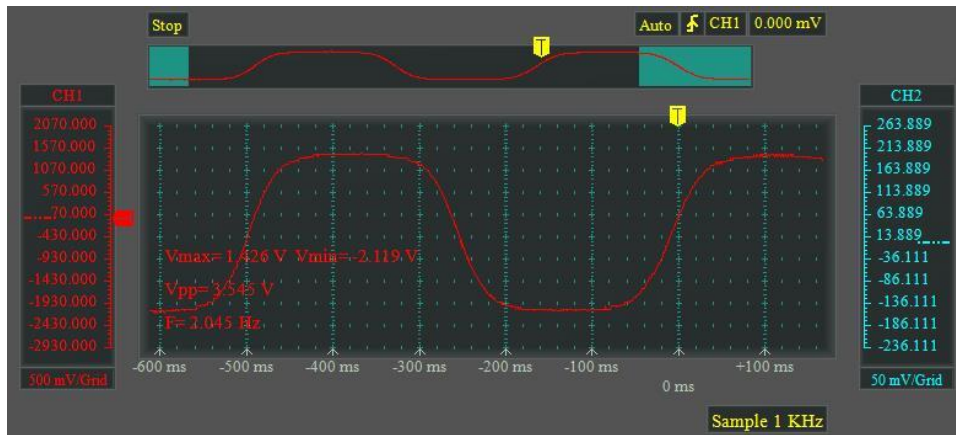 Stop
Auto CH1 0.000 mV
T
CH1
CH2
T
2070.000
1570.000
1070.000
570.000
70.000
-430.000
-930.000
-1430.000
-1930.000
-2430.000
-2930.000
500 mV/Grid
Vmax= 1.426 V Vmin=-2.119 V
Vpp= 3.545 V
F= 2.045 Hz
263.889
213.889
163.889
113.889
63.889
13.889
-36.111
-86.111
-136.111
-186.111
-236.111
50 mV/Grid
-600 ms -500 ms -400 ms -300 ms -200 ms -100 ms +100 ms
0 ms
Sample 1 KHz